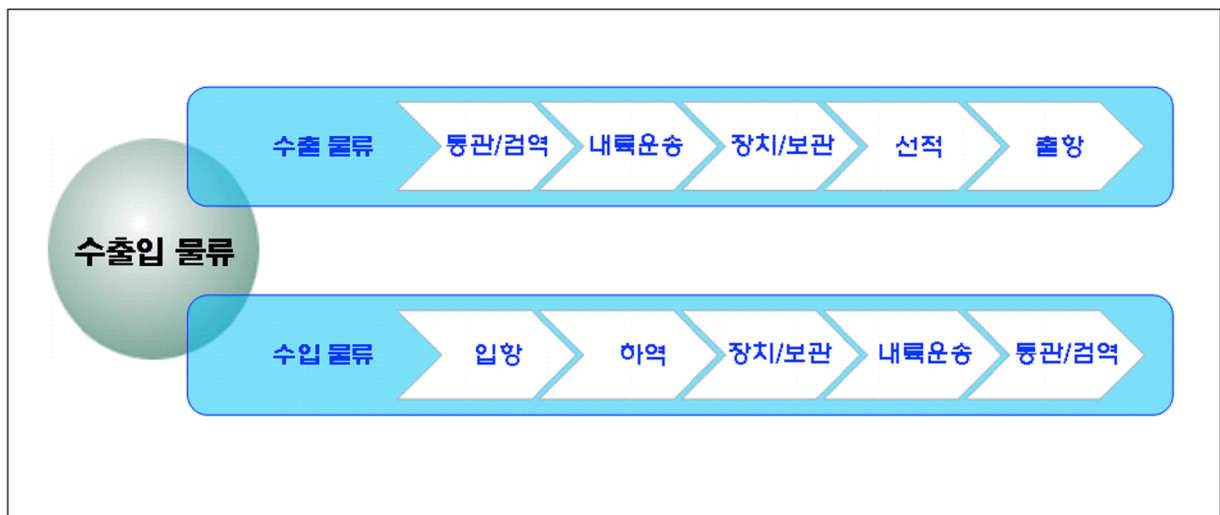 수출입 물류
수출 물류 통관/검역 내륙운송 장치/보관 선적 출항
수입 물류 입항 하역 장치/보관 내륙운송 통관/검역